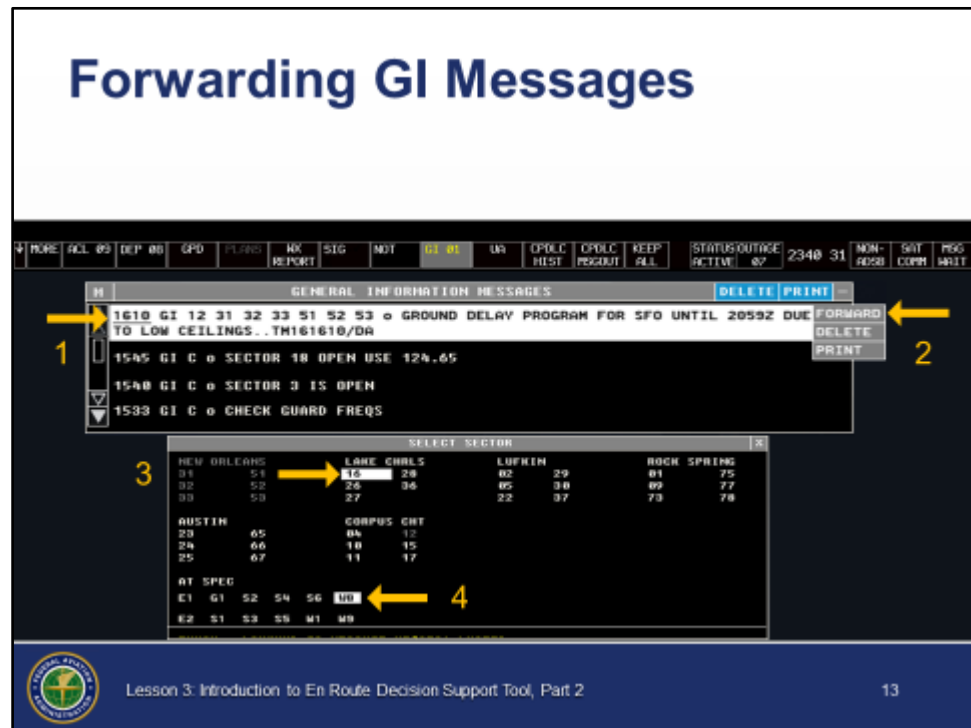 Forwarding GI Messages
MORE ACL 09 DEP 08 GPD PLANS WX REPORT SIG NOT GI 01 UA CPDLC HIST CPDLC MSGOUT KEEP ALL STATUS ACTIVE OUTAGE 07 2340 31 NON-ADSB SAT COMM MSG WAIT
M GENERAL INFORMATION MESSAGES DELETE PRINT
1610 GI 12 31 32 33 51 52 53 o GROUND DELAY PROGRAM FOR SFO UNTIL 2059Z DUE FORWARD
TO LOW CEILINGS..TM161610/DA DELETE
1 PRINT 2
1545 GI C o SECTOR 18 OPEN USE 124.65
1540 GI C o SECTOR 3 IS OPEN
1533 GI C o CHECK GUARD FREQS
SELECT SECTOR X
3 NEW ORLEANS LAKE CHRLS LUFKIN ROCK SPRING
31 51 16 28 02 29 01 75
32 52 26 36 05 38 09 77
33 53 27 22 37 73 78
AUSTIN CORPUS CHT
23 65 04 12
24 66 10 15
25 67 11 17
AT SPEC
E1 G1 S2 S4 S6 W0 4
E2 S1 S3 S5 W1 W9
FEDERAL AVIATION ADMINISTRATION
Lesson 3: Introduction to En Route Decision Support Tool, Part 2 13